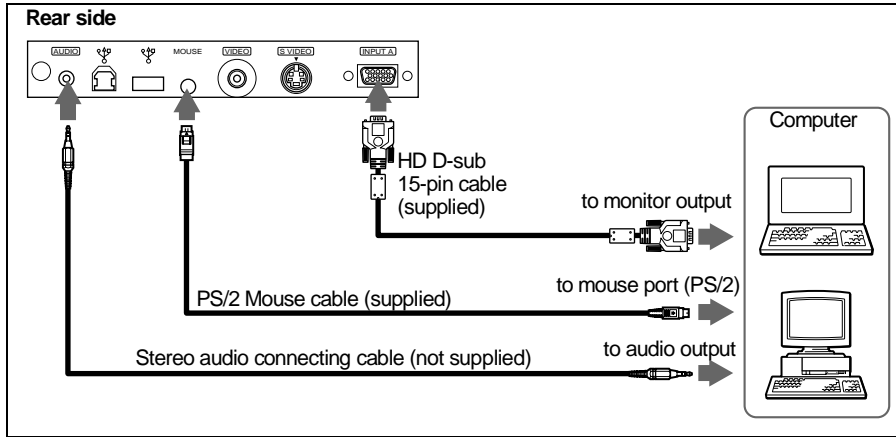 Rear side
AUDIO MOUSE VIDEO S VIDEO INPUT A
Computer
HD D-sub
15-pin cable
(supplied)
to monitor output
PS/2 Mouse cable (supplied)
to mouse port (PS/2)
Stereo audio connecting cable (not supplied)
to audio output